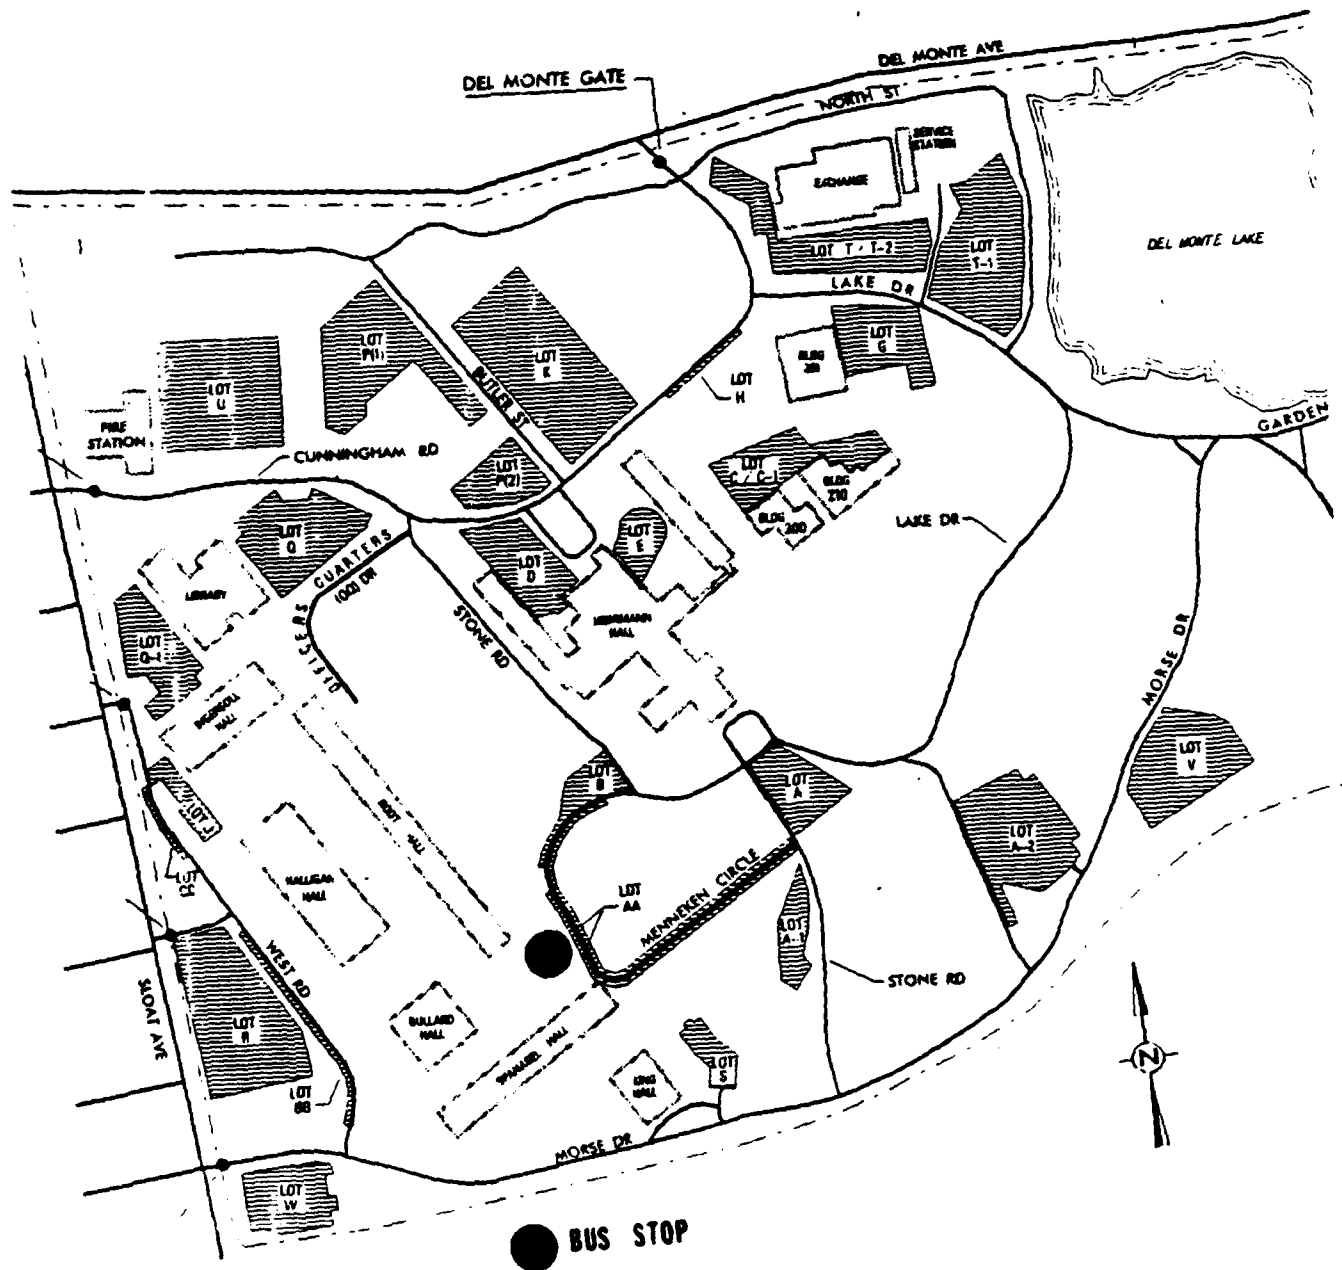 DEL MONTE AVE
DEL MONTE GATE
NORTH ST
SERVICE
STATION
EXCHANGE
LOT T / T-2
LOT
T-1
DEL MONTE LAKE
LAKE DR
LOT
P(1)
LOT
K
LOT
G
BLDG
LOT
H
LOT
U
BUTLER ST
FIRE
STATION
GARDEN
CUNNINGHAM RD
LOT
P(2)
LOT
C / C-1
BLDG
210
BLDG
200
LAKE DR
LOT
Q
LOT
E
LOT
D
QUARTERS
LIBRARY
HERRMANN
HALL
STONE RD
LOT
Q-1
MORSE DR
INGERSOLL
HALL
LOT
V
LOT
B
LOT
A
ROOT
HALL
LOT J
LOT
A-2
MENNEKEN CIRCLE
LOT
CC
HALLIGAN
HALL
LOT
AA
LOT
A-1
WEST RD
STONE RD
SLOAT AVE
LOT
R
BULLARD
HALL
SPANAGEL HALL
N
LOT
S
KING
HALL
LOT
BB
MORSE DR
LOT
W
BUS STOP